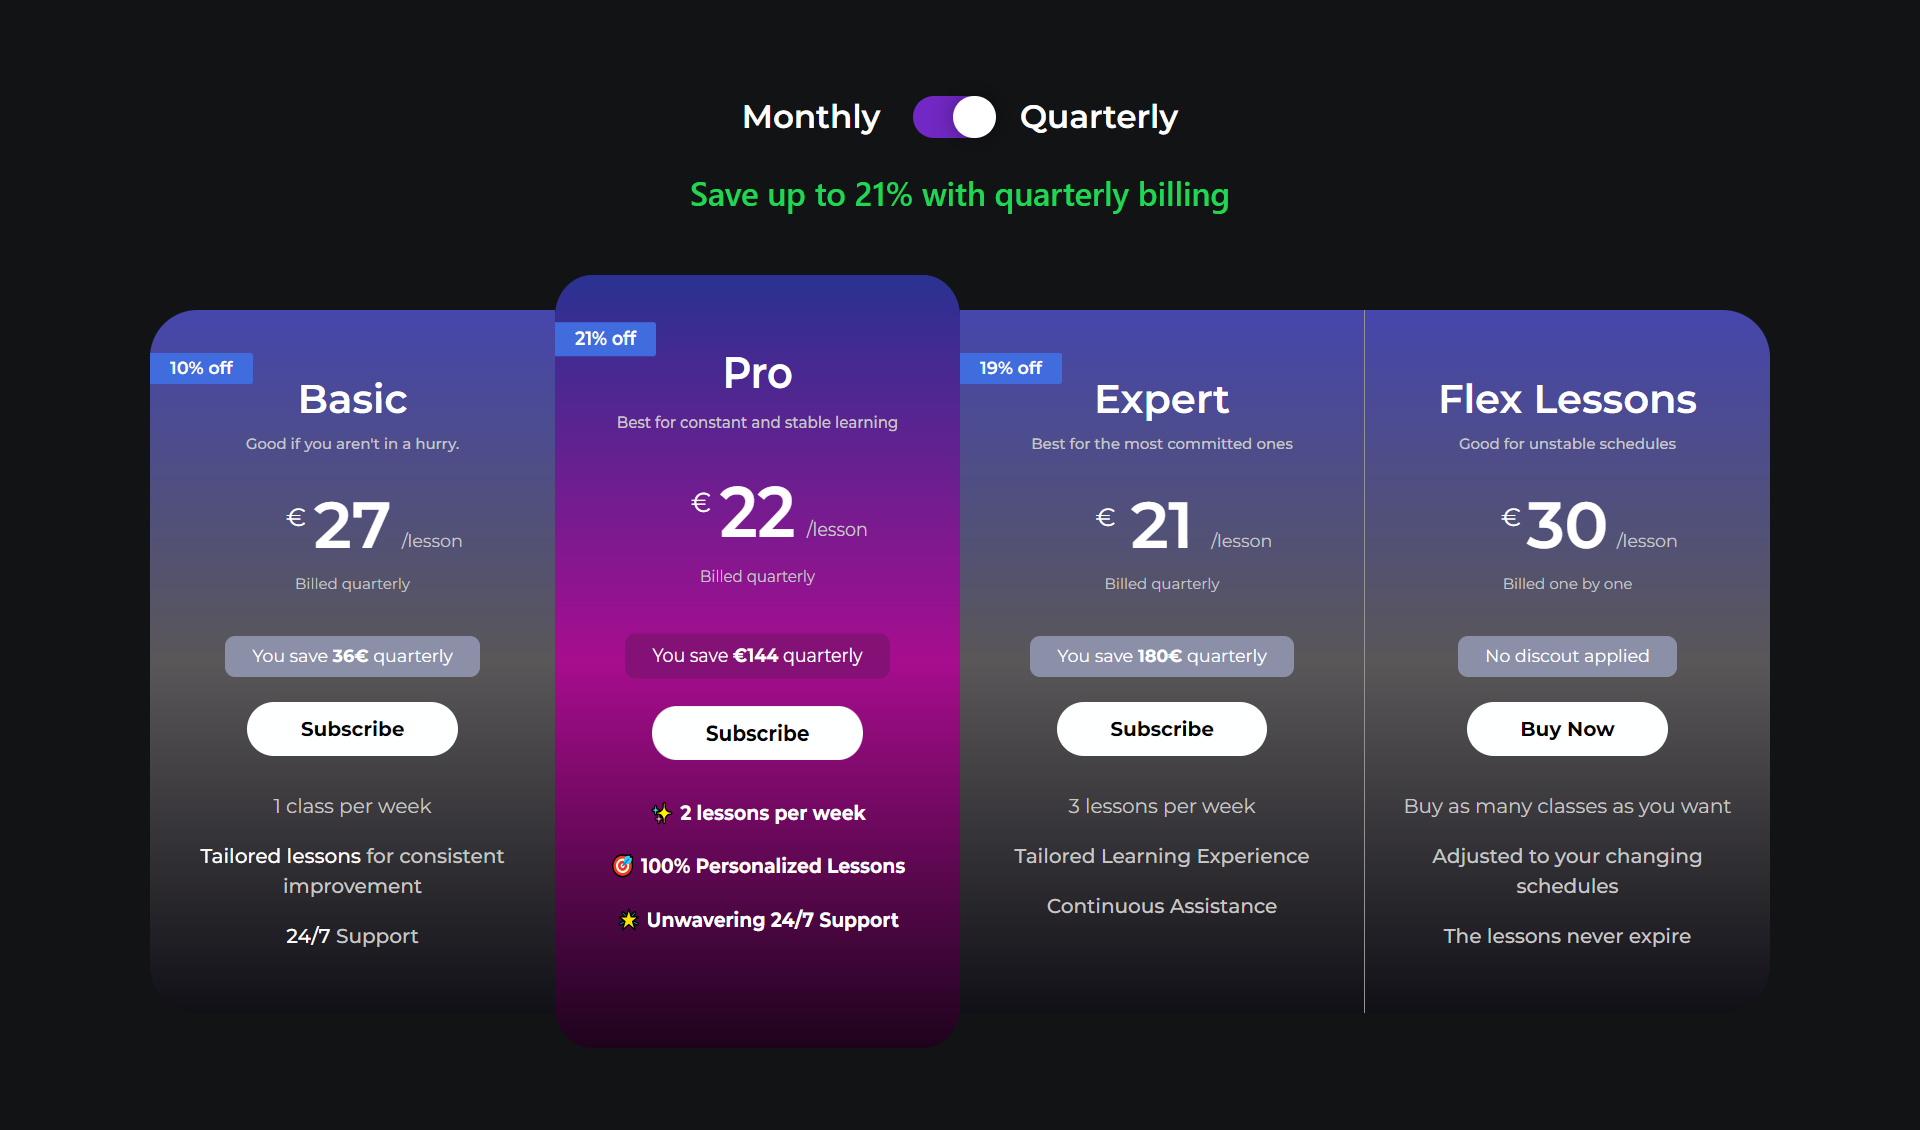 Monthly Quarterly
Save up to 21% with quarterly billing
10% off
Basic
Good if you aren't in a hurry.
€ 27 /lesson
Billed quarterly
You save 36€ quarterly
Subscribe
1 class per week
Tailored lessons for consistent
improvement
24/7 Support
21% off
Pro
Best for constant and stable learning
€ 22 /lesson
Billed quarterly
You save €144 quarterly
Subscribe
✨ 2 lessons per week
🎯 100% Personalized Lessons
🌟 Unwavering 24/7 Support
19% off
Expert
Best for the most committed ones
€ 21 /lesson
Billed quarterly
You save 180€ quarterly
Subscribe
3 lessons per week
Tailored Learning Experience
Continuous Assistance
Flex Lessons
Good for unstable schedules
€ 30 /lesson
Billed one by one
No discout applied
Buy Now
Buy as many classes as you want
Adjusted to your changing
schedules
The lessons never expire